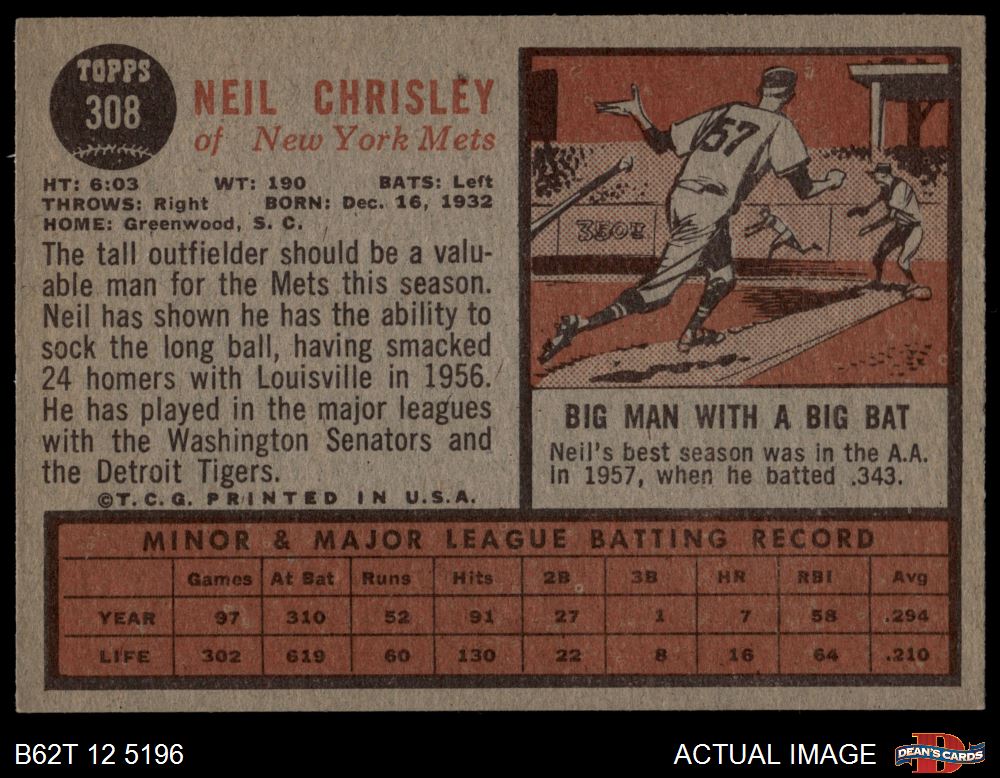 TOPPS
308
NEIL CHRISLEY
of New York Mets
HT: 6:03 WT: 190 BATS: Left
THROWS: Right BORN: Dec. 16, 1932
HOME: Greenwood, S. C.
The tall outfielder should be a valu-
able man for the Mets this season.
Neil has shown he has the ability to
sock the long ball, having smacked
24 homers with Louisville in 1956.
He has played in the major leagues
with the Washington Senators and
the Detroit Tigers.
©T.C.G. PRINTED IN U.S.A.
57
350F
BIG MAN WITH A BIG BAT
Neil's best season was in the A.A.
in 1957, when he batted .343.
MINOR & MAJOR LEAGUE BATTING RECORD
Games At Bat Runs Hits 2B 3B HR RBI Avg
YEAR 97 310 52 91 27 1 7 58 .294
LIFE 302 619 60 130 22 8 16 64 .210
B62T 12 5196
ACTUAL IMAGE
DEAN'S CARDS